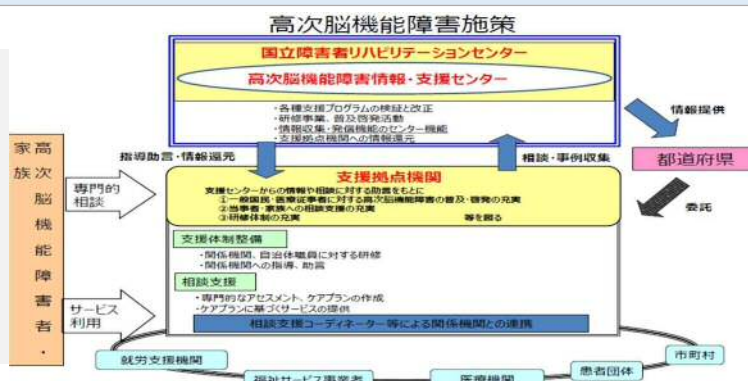 高次脳機能障害施策
国立障害者リハビリテーションセンター
高次脳機能障害情報・支援センター
・各種支援プログラムの検証と改正
・研修事業、普及啓発活動
・情報収集・発信機能のセンター機能
・支援拠点機関への情報還元
情報提供
指導助言・情報還元
相談・事例収集
都道府県
委託
支援拠点機関
支援センターからの情報や相談に対する助言をもとに
①一般国民・医療従事者に対する高次脳機能障害の普及・啓発の充実
②当事者・家族への相談支援の充実
③研修体制の充実 等を図る
高次脳機能障害者・
家族
専門的
相談
支援体制整備
・関係機関、自治体職員に対する研修
・関係機関への指導、助言
相談支援
・専門的なアセスメント、ケアプランの作成
・ケアプランに基づくサービスの提供
サービス
利用
相談支援コーディネーター等による関係機関との連携
就労支援機関
福祉サービス事業者
医療機関
患者団体
市町村